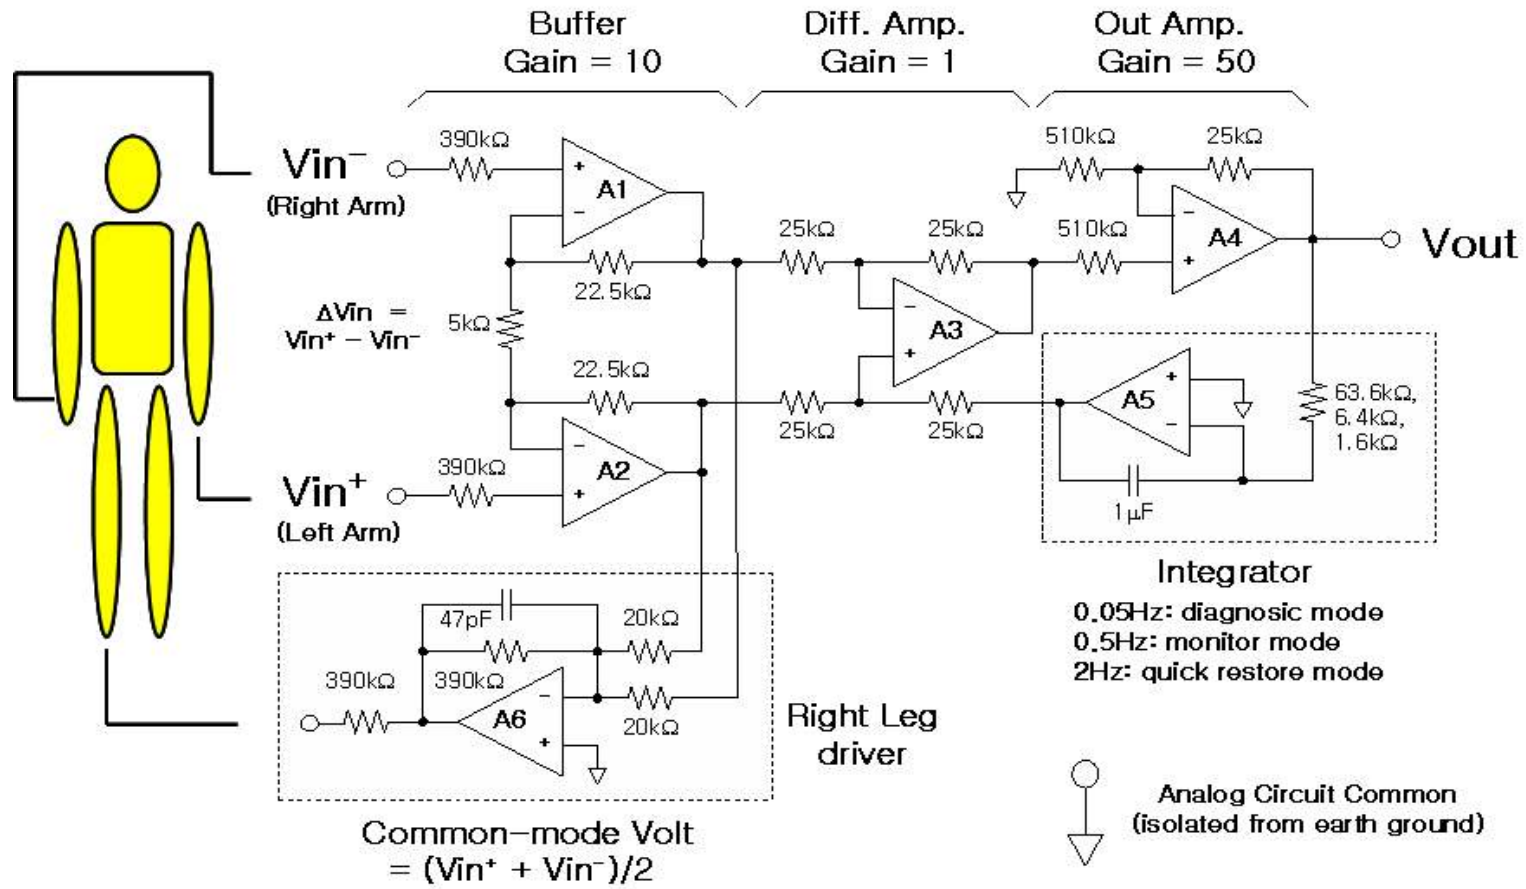 Buffer
Gain = 10
Diff. Amp.
Gain = 1
Out Amp.
Gain = 50
Vin⁻
(Right Arm)
390kΩ
+
A1
−
22.5kΩ
5kΩ
ΔVin =
Vin⁺ − Vin⁻
22.5kΩ
Vin⁺
(Left Arm)
390kΩ
−
A2
+
25kΩ
25kΩ
−
A3
+
25kΩ
25kΩ
510kΩ
25kΩ
510kΩ
−
A4
+
Vout
+
A5
−
63.6kΩ,
6.4kΩ,
1.6kΩ
1μF
Integrator
0.05Hz: diagnosic mode
0.5Hz: monitor mode
2Hz: quick restore mode
47pF
20kΩ
390kΩ
390kΩ
−
A6
+
20kΩ
Right Leg
driver
Common-mode Volt
= (Vin⁺ + Vin⁻)/2
Analog Circuit Common
(isolated from earth ground)